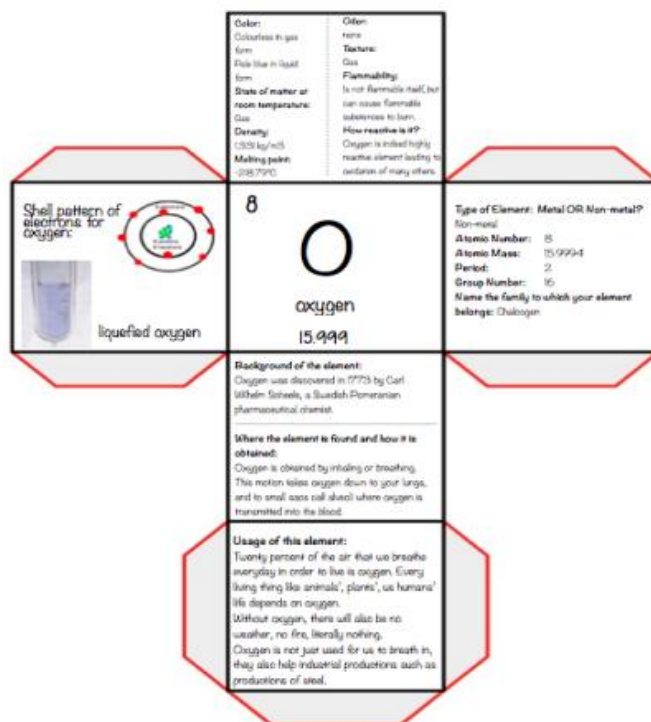 Color:
Colourless in gas
form
Pale blue in liquid
form
State of matter at
room temperature:
Gas
Density:
1.3131 kg/m3
Melting point:
-218.79°C
Odor:
none
Texture:
Gas
Flammability:
Is not flammable itself, but
can cause flammable
substances to burn.
How reactive is it?
Oxygen is indeed highly
reactive element leading to
oxidation of many others.
Shell pattern of
electrons for
oxygen:
liquefied oxygen
8
O
oxygen
15.999
Type of Element: Metal OR Non-metal?
Non-metal
Atomic Number: 8
Atomic Mass: 15.9994
Period: 2
Group Number: 16
Name the family to which your element
belongs: Chalcogen
Background of the element:
Oxygen was discovered in 1773 by Carl
Wilhelm Scheele, a Swedish Pomeranian
pharmaceutical chemist.
Where the element is found and how it is
obtained:
Oxygen is obtained by inhaling or breathing.
This motion takes oxygen down to your lungs,
and to small sacs call alveoli where oxygen is
transmitted into the blood.
Usage of this element:
Twenty percent of the air that we breathe
everyday in order to live is oxygen. Every
living thing like animals', plants', us humans'
life depends on oxygen.
Without oxygen, there will also be no
weather, no fire, literally nothing.
Oxygen is not just used for us to breath in,
they also help industrial productions such as
productions of steel.